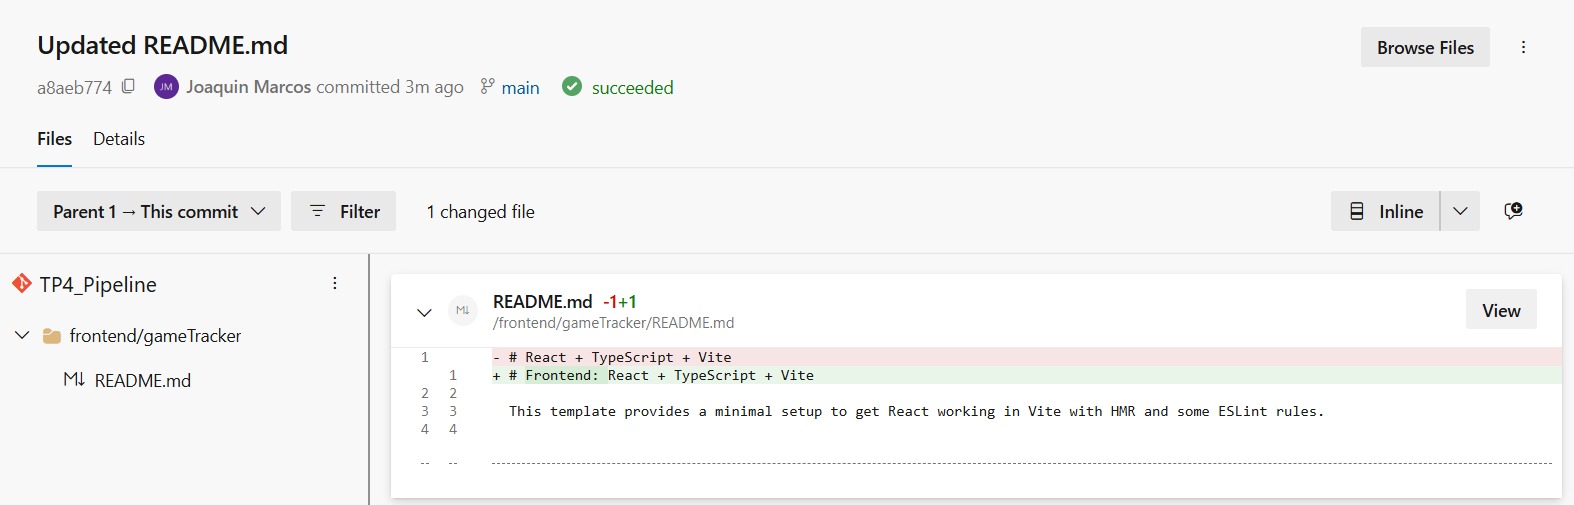 Updated README.md
Browse Files
a8aeb774 JM Joaquin Marcos committed 3m ago main succeeded
Files Details
Parent 1 → This commit Filter 1 changed file Inline
TP4_Pipeline
frontend/gameTracker
M↓ README.md
M↓ README.md -1+1
/frontend/gameTracker/README.md
View
1 - # React + TypeScript + Vite
1 + # Frontend: React + TypeScript + Vite
2 2
3 3 This template provides a minimal setup to get React working in Vite with HMR and some ESLint rules.
4 4
-- --